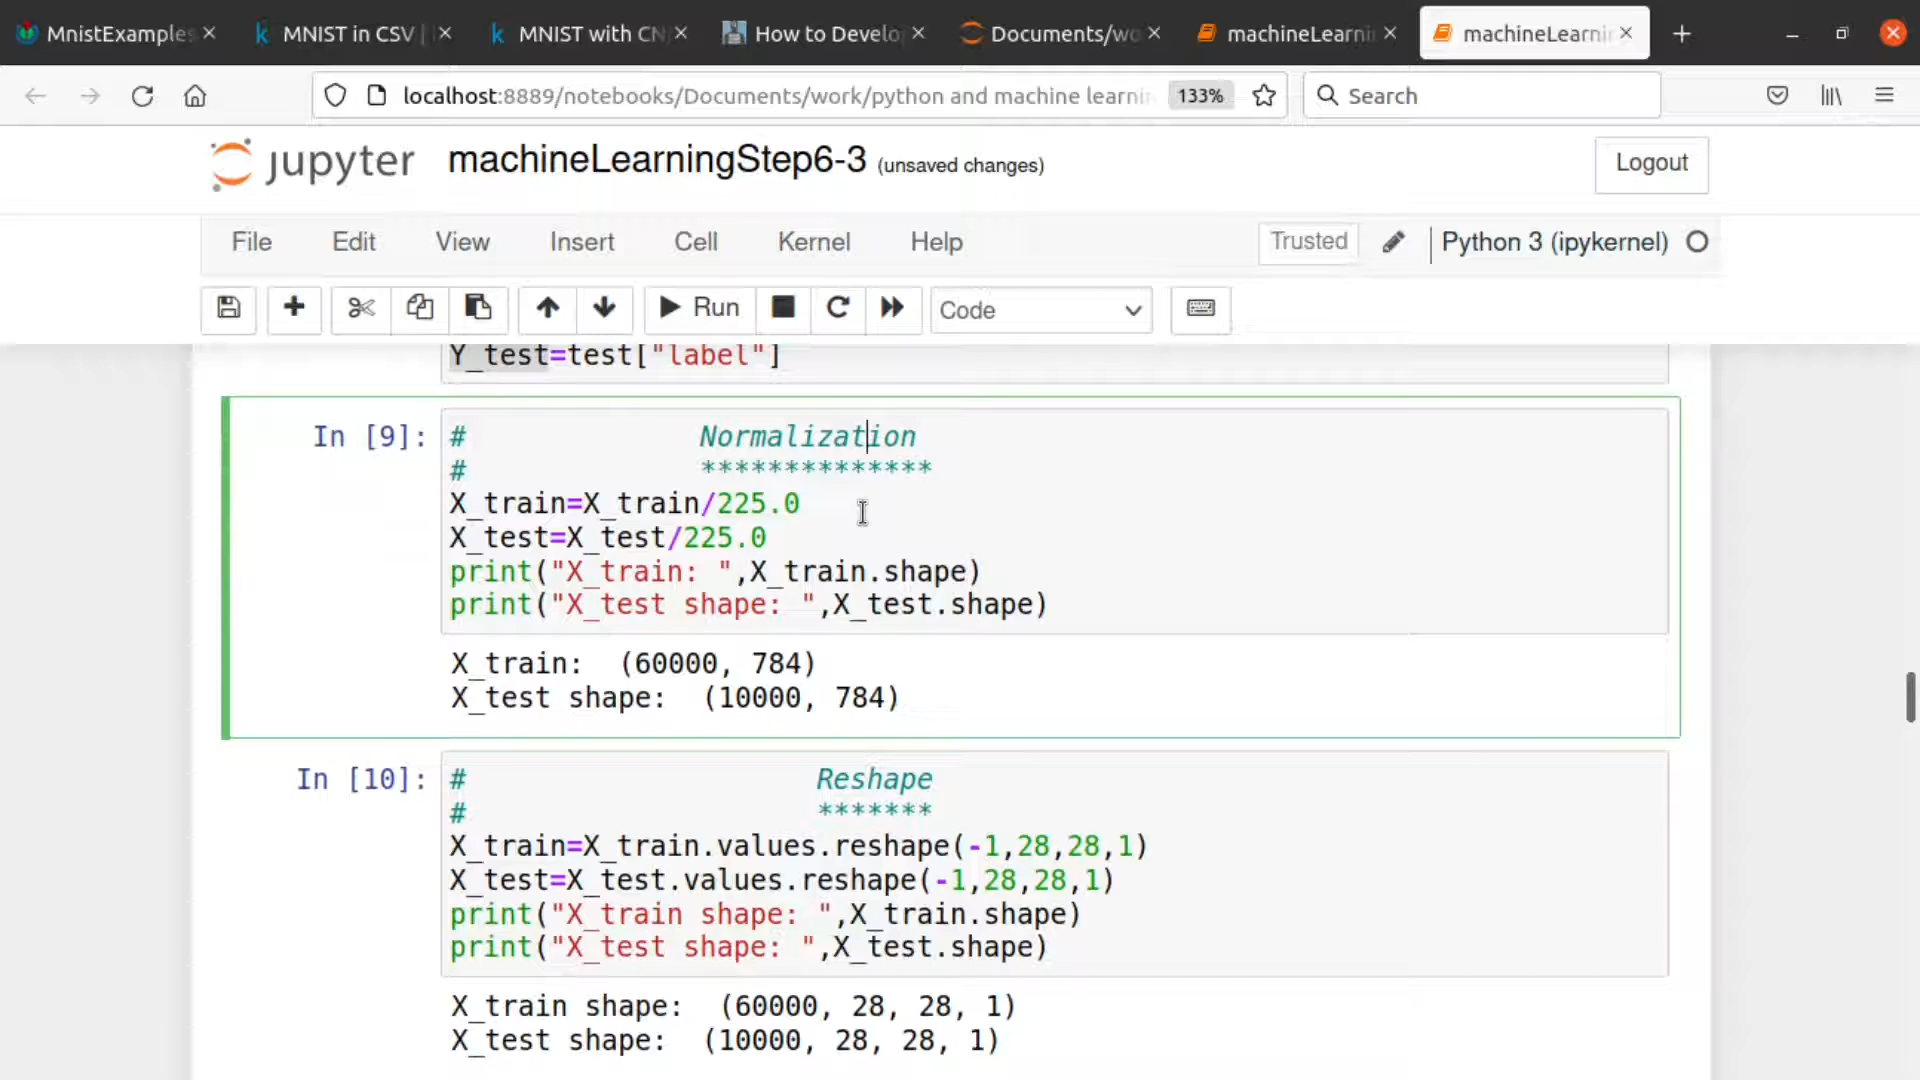 MnistExamples
MNIST in CSV |
MNIST with CN
How to Develo
Documents/wo
machineLearni
machineLearni
localhost:8889/notebooks/Documents/work/python and machine learnin
133%
Search
jupyter
machineLearningStep6-3 (unsaved changes)
Logout
File
Edit
View
Insert
Cell
Kernel
Help
Trusted
Python 3 (ipykernel)
Run
Code
Y_test=test["label"]
In [9]:
# Normalization
# **************
X_train=X_train/225.0
X_test=X_test/225.0
print("X_train: ",X_train.shape)
print("X_test shape: ",X_test.shape)
X_train:  (60000, 784)
X_test shape:  (10000, 784)
In [10]:
# Reshape
# *******
X_train=X_train.values.reshape(-1,28,28,1)
X_test=X_test.values.reshape(-1,28,28,1)
print("X_train shape: ",X_train.shape)
print("X_test shape: ",X_test.shape)
X_train shape:  (60000, 28, 28, 1)
X_test shape:  (10000, 28, 28, 1)